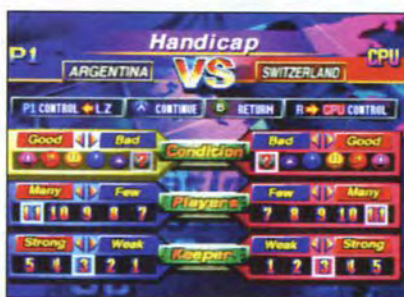 Handicap
P1 VS CPU
ARGENTINA SWITZERLAND
P1 CONTROL L.Z A CONTINUE B RETURN R CPU CONTROL
Good Bad Condition Bad Good
? ?
Many Few Players Few Many
11 10 9 8 7 7 8 9 10 11
Strong Weak Keeper Weak Strong
5 4 3 2 1 1 2 3 4 5